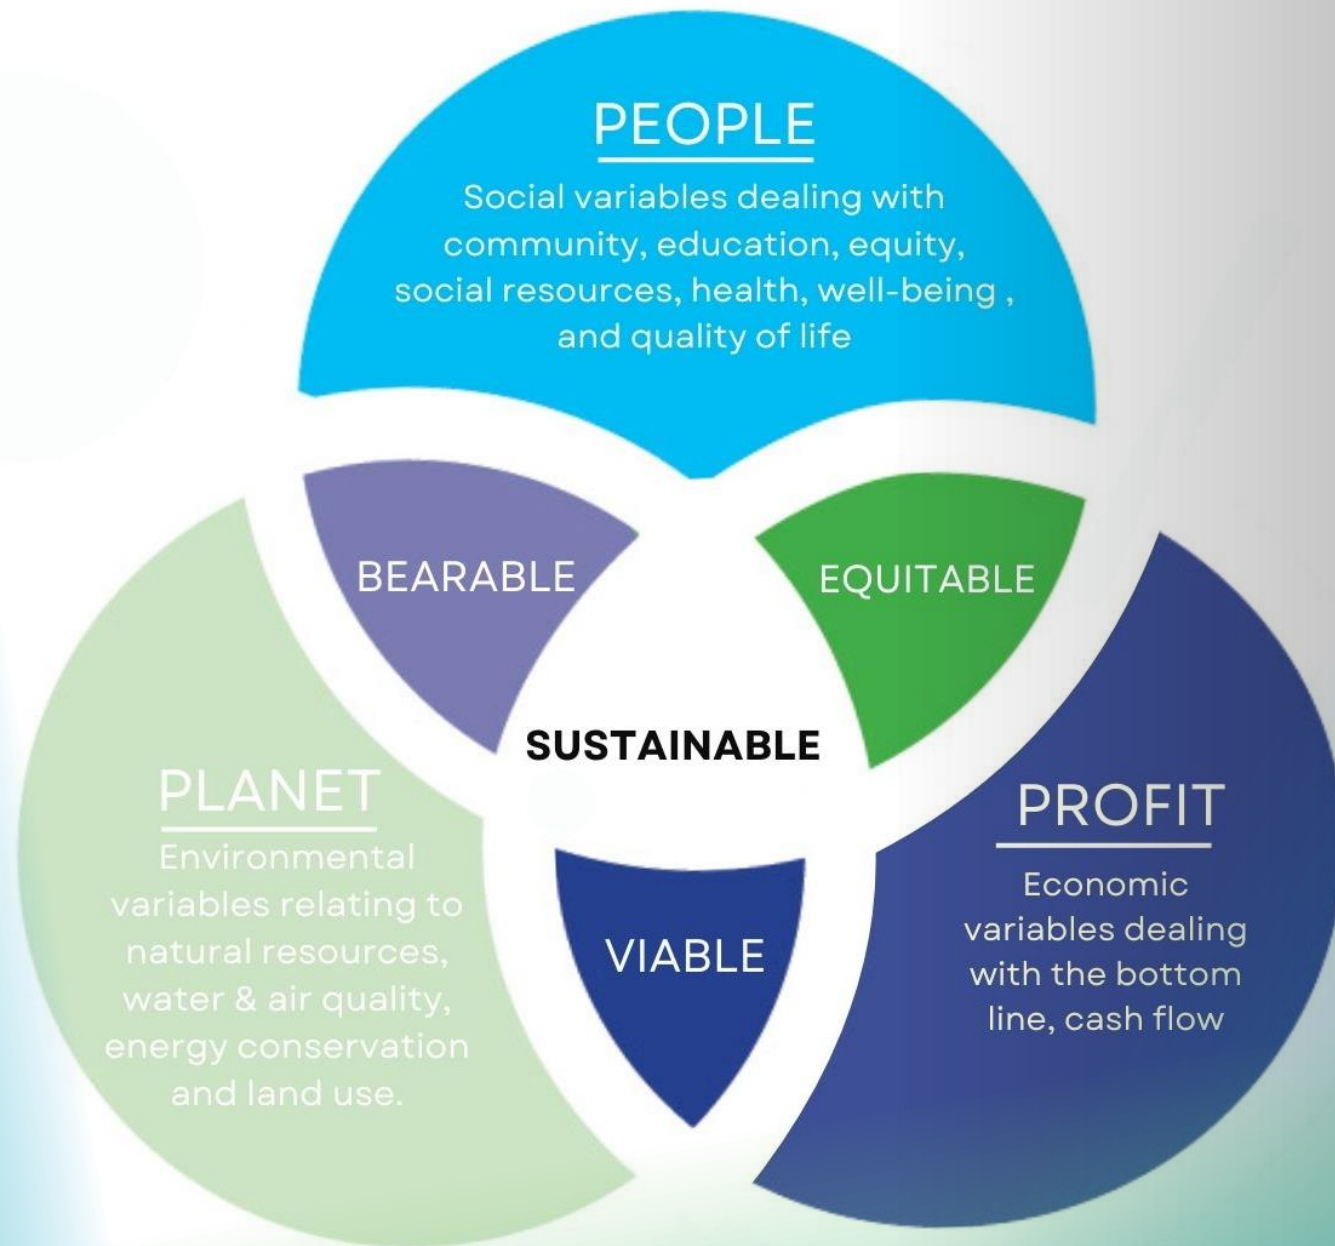 PEOPLE
Social variables dealing with
community, education, equity,
social resources, health, well-being ,
and quality of life
BEARABLE
EQUITABLE
SUSTAINABLE
PLANET
Environmental
variables relating to
natural resources,
water & air quality,
energy conservation
and land use.
PROFIT
Economic
variables dealing
with the bottom
line, cash flow
VIABLE